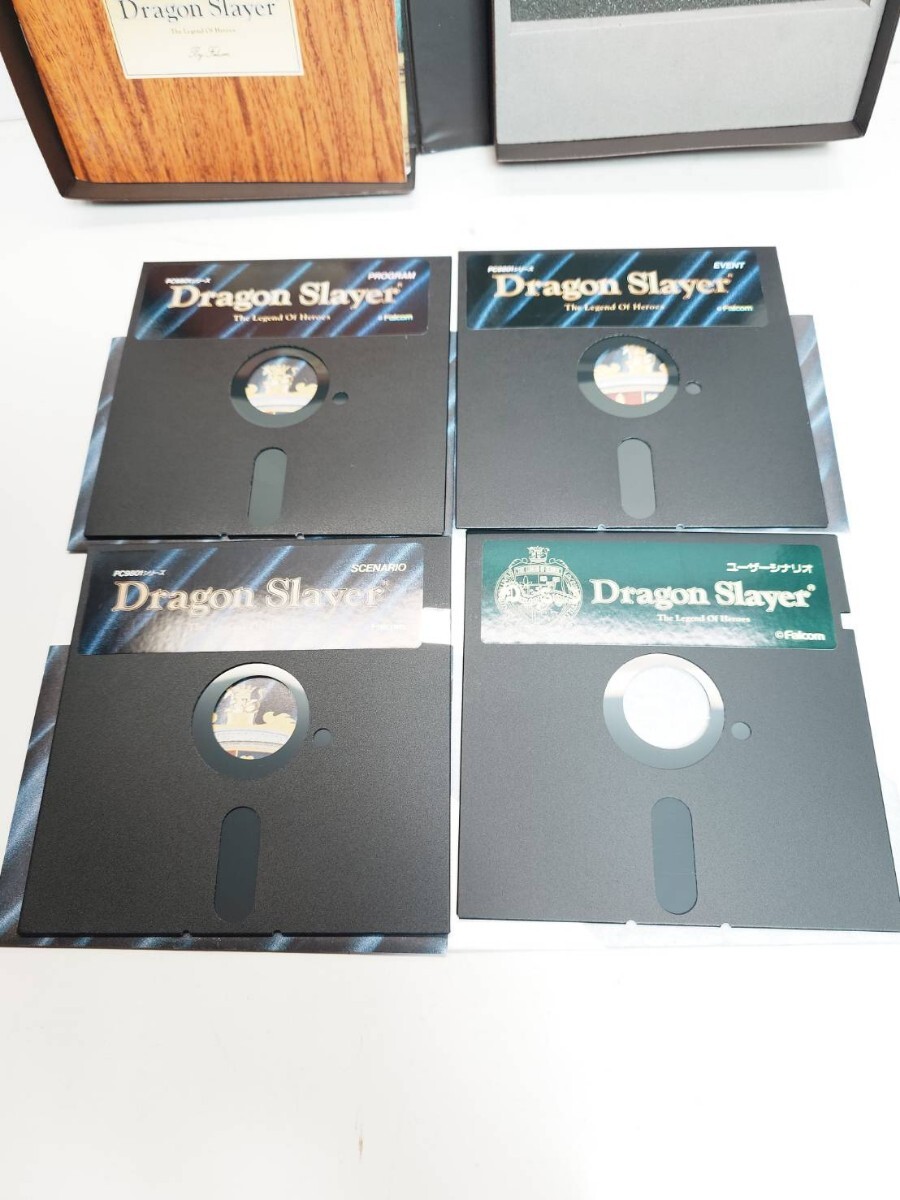 Dragon Slayer
The Legend Of Heroes
By Falcom
PC8801シリーズ
PROGRAM
Dragon Slayer
The Legend Of Heroes
©Falcom
PC8801シリーズ
EVENT
Dragon Slayer
The Legend Of Heroes
©Falcom
PC8801シリーズ
SCENARIO
Dragon Slayer
ユーザーシナリオ
Dragon Slayer®
The Legend Of Heroes
©Falcom